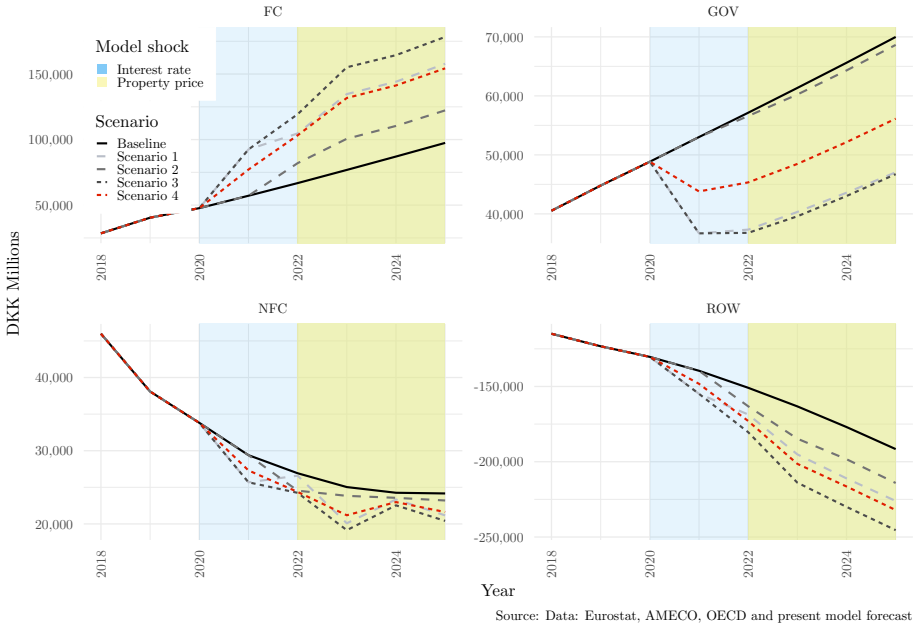 FC
GOV
Model shock
Interest rate
Property price
Scenario
Baseline
Scenario 1
Scenario 2
Scenario 3
Scenario 4
150,000
100,000
50,000
2018
2020
2022
2024
70,000
60,000
50,000
40,000
2018
2020
2022
2024
DKK Millions
NFC
ROW
40,000
30,000
20,000
2018
2020
2022
2024
-150,000
-200,000
-250,000
2018
2020
2022
2024
Year
Source: Data: Eurostat, AMECO, OECD and present model forecast